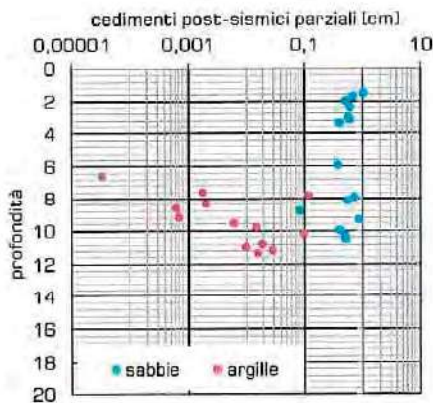 cedimenti post-sismici parziali [cm]
0,00001 0,001 0,1 10
0
2
4
6
8
10
12
14
16
18
20
profondità
sabbie argille